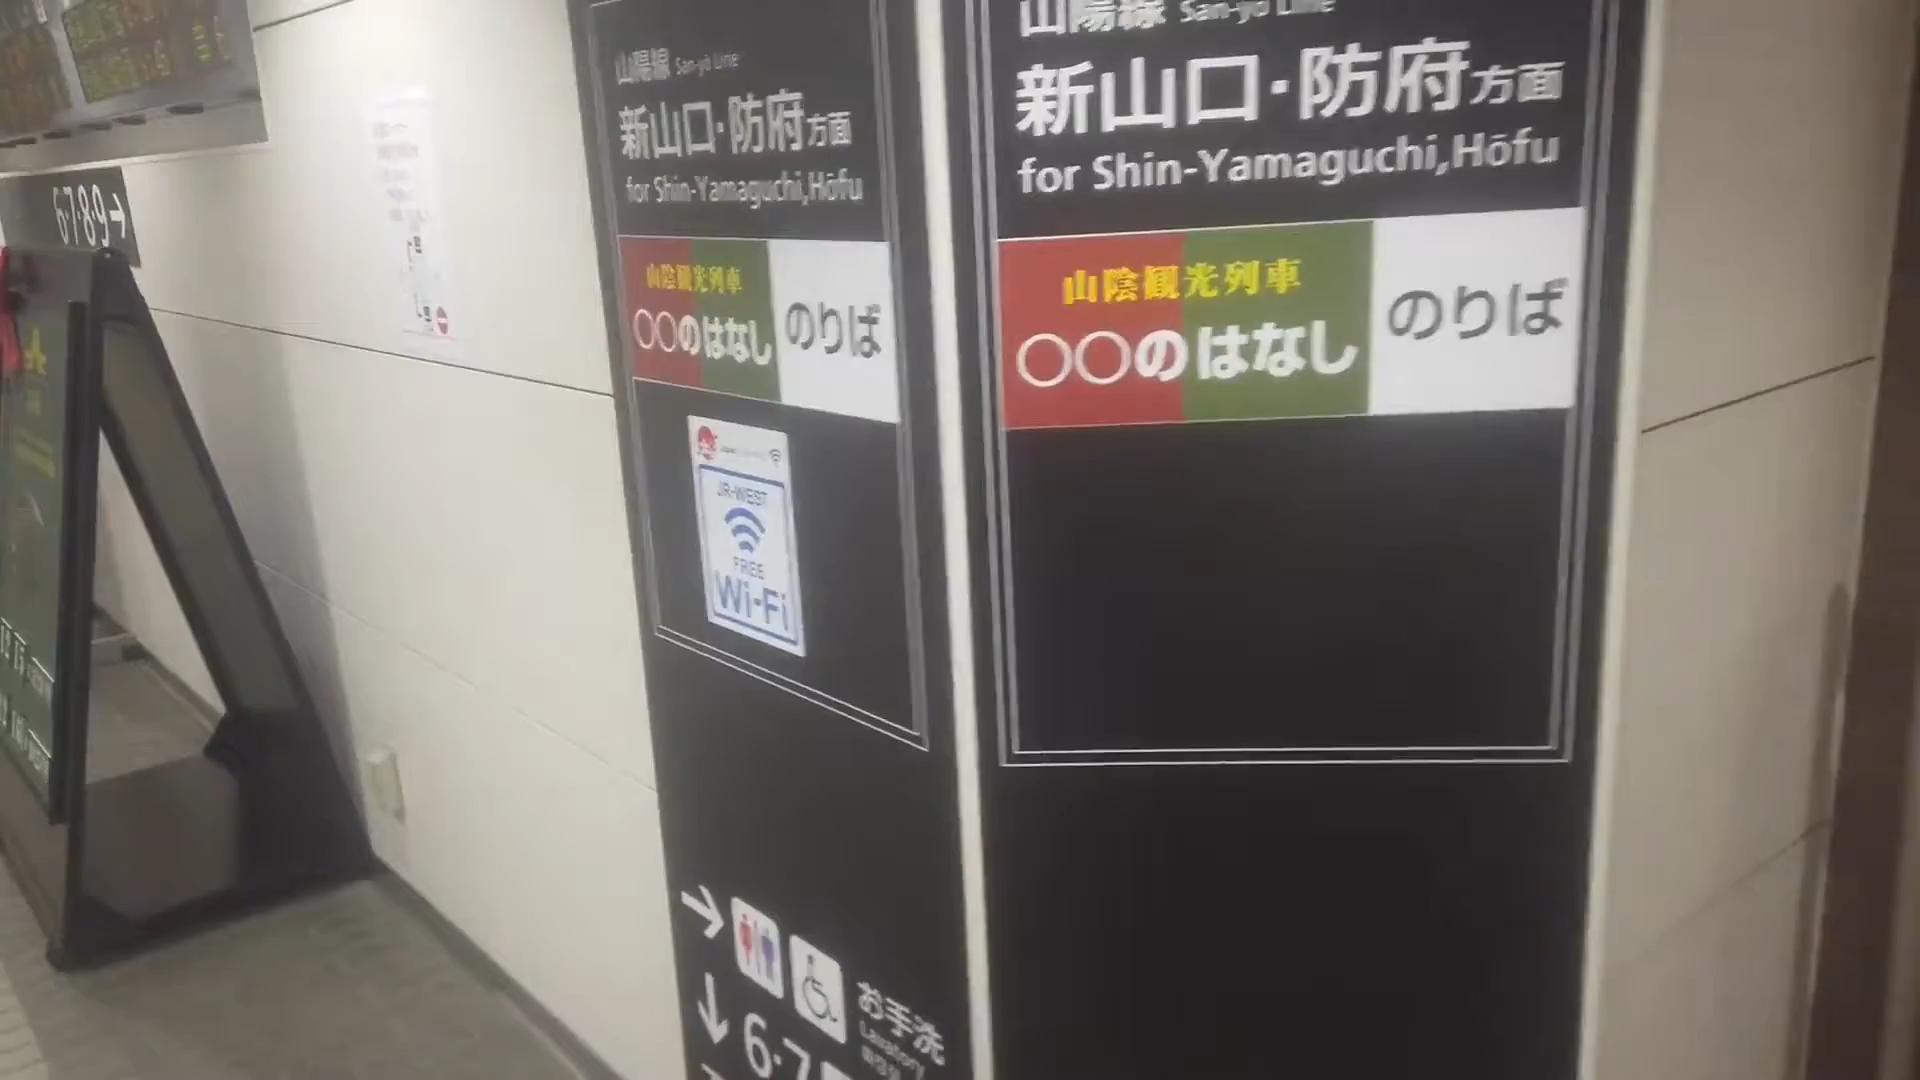 6·7·8·9→
山陽線 San-yō Line
新山口·防府方面
for Shin-Yamaguchi,Hōfu
山陰観光列車
○○のはなし
のりば
JR-WEST
FREE
Wi-Fi
→
お手洗
Lavatory
↓
6·7
山陽線 San-yō Line
新山口·防府方面
for Shin-Yamaguchi,Hōfu
山陰観光列車
○○のはなし
のりば